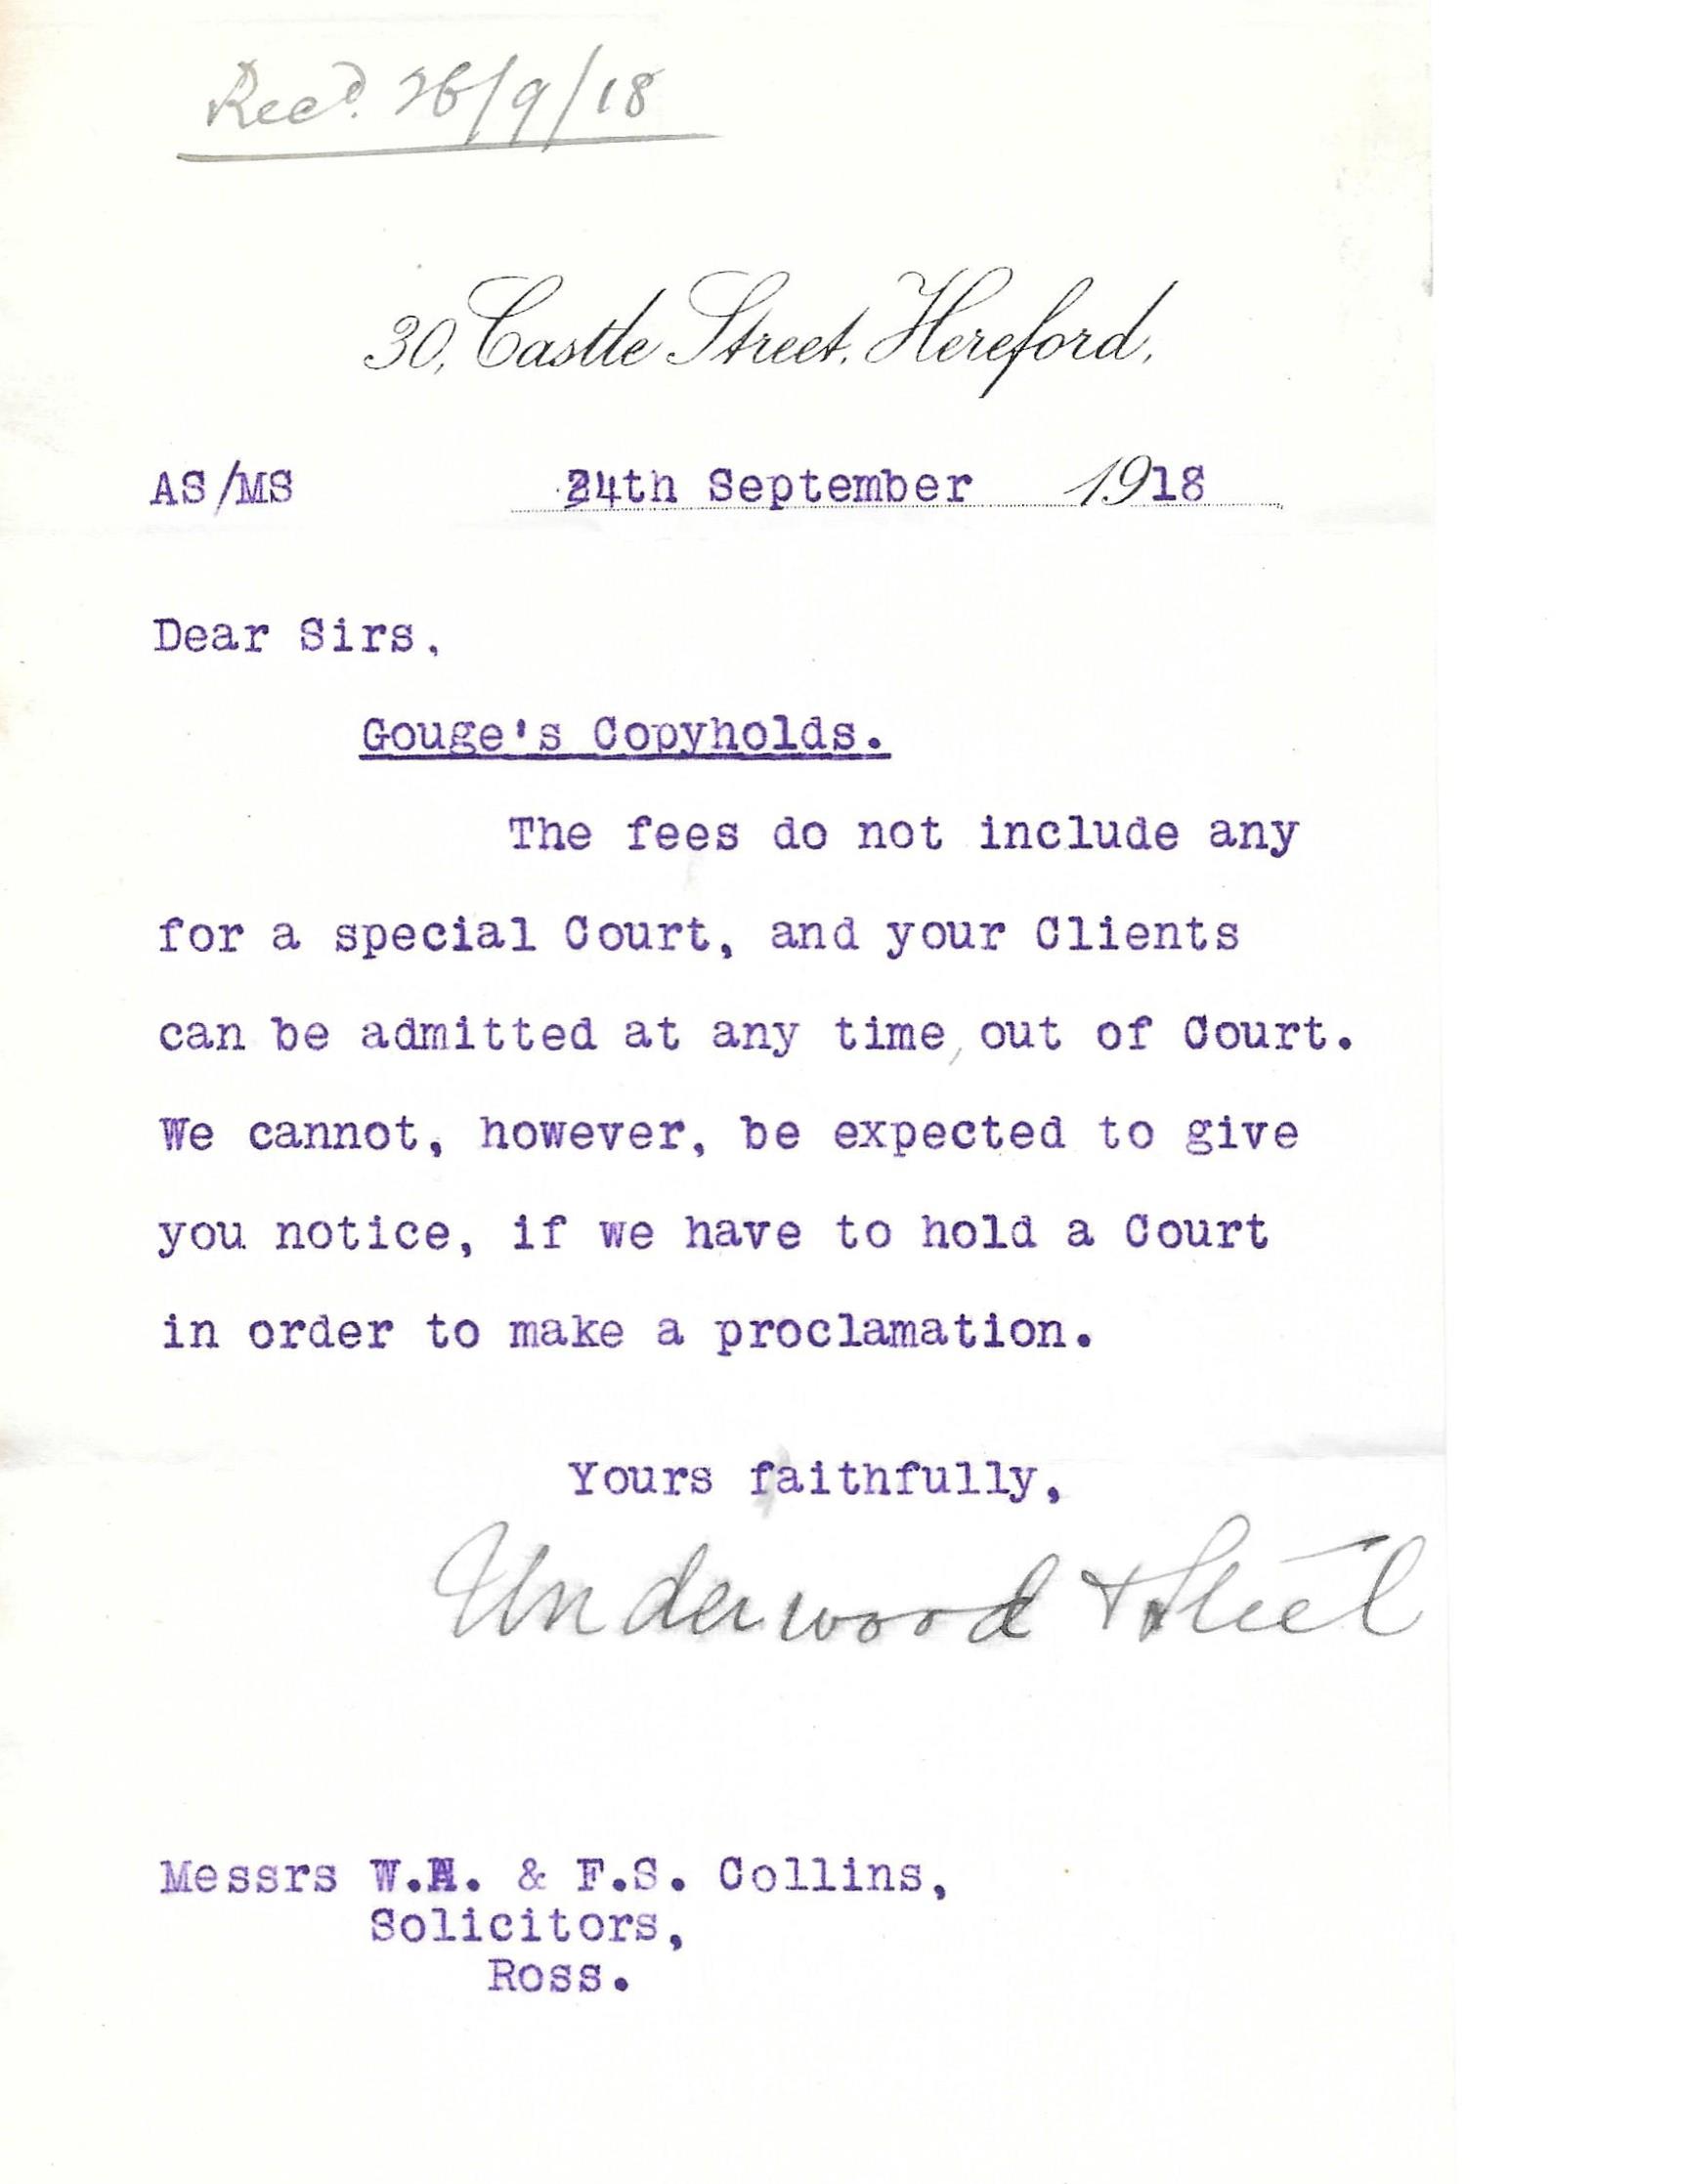 Recd. 26/9/18
30, Castle Street, Hereford,
AS/MS 24th September 1918
Dear Sirs,
Gouge's Copyholds.
The fees do not include any
for a special Court, and your Clients
can be admitted at any time, out of Court.
We cannot, however, be expected to give
you notice, if we have to hold a Court
in order to make a proclamation.
Yours faithfully,
Underwood & Steel
Messrs W.H. & F.S. Collins,
Solicitors,
Ross.